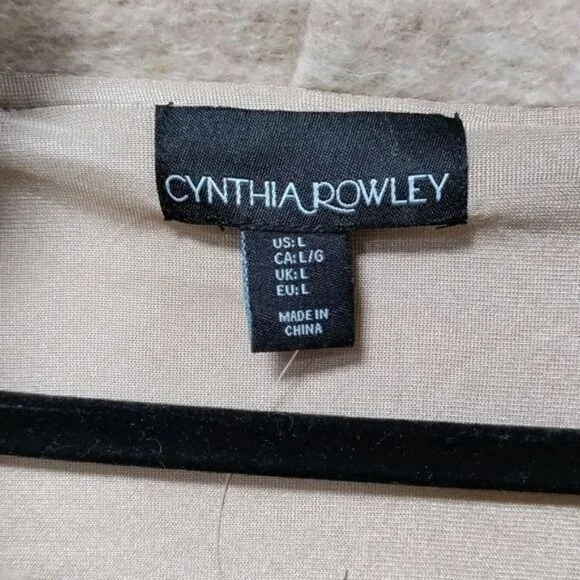 CYNTHIA ROWLEY
US: L
CA: L/G
UK: L
EU: L
MADE IN
CHINA